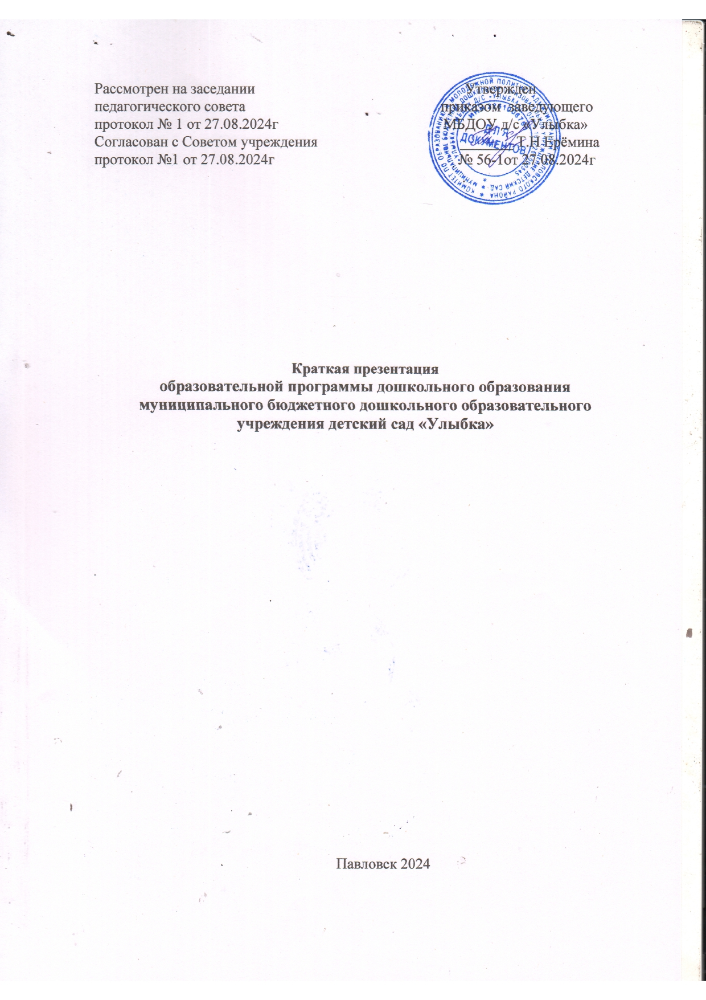 Рассмотрен на заседании
педагогического совета
протокол № 1 от 27.08.2024г
Согласован с Советом учреждения
протокол №1 от 27.08.2024г
Утвержден
приказом заведующего
МБДОУ д/с «Улыбка»
Т.Н.Ерёмина
№ 56-1от 27.08.2024г
ДЛЯ
ДОКУМЕНТОВ
Краткая презентация
образовательной программы дошкольного образования
муниципального бюджетного дошкольного образовательного
учреждения детский сад «Улыбка»
Павловск 2024